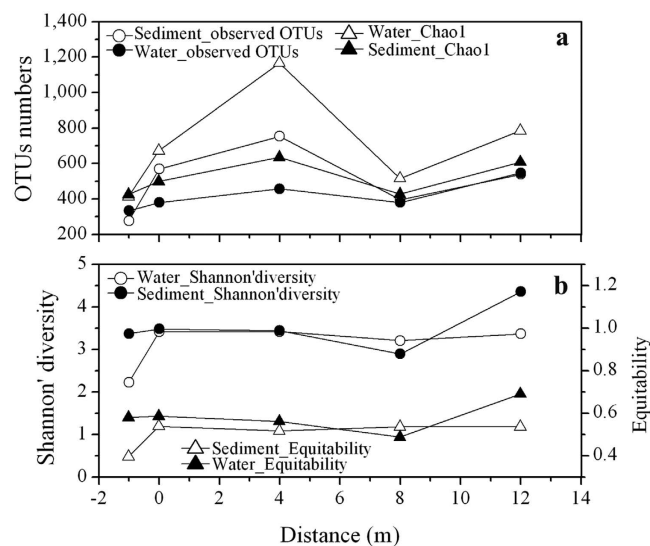 1,400
Sediment_observed OTUs
Water_Chao1
a
1,200
Water_observed OTUs
Sediment_Chao1
1,000
800
600
400
200
OTUs numbers
5
Water_Shannon'diversity
b
1.2
Sediment_Shannon'diversity
4
1.0
3
0.8
2
0.6
1
Sediment_Equitability
0.4
Water_Equitability
0
Shannon' diversity
Equitability
-2 0 2 4 6 8 10 12 14
Distance (m)